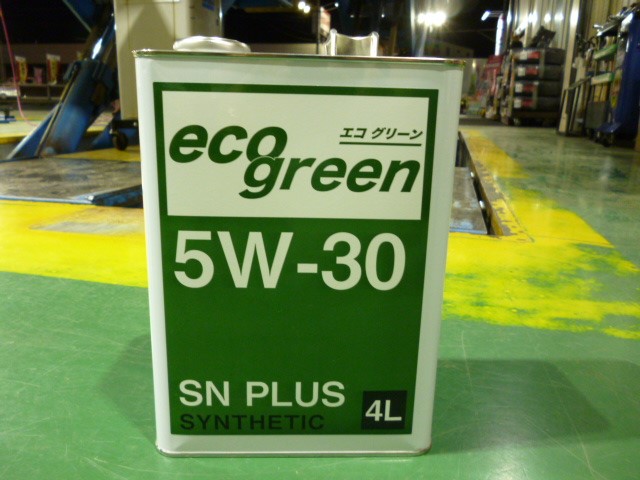 eco green
エコ グリーン
5W-30
SN PLUS
4L
SYNTHETIC